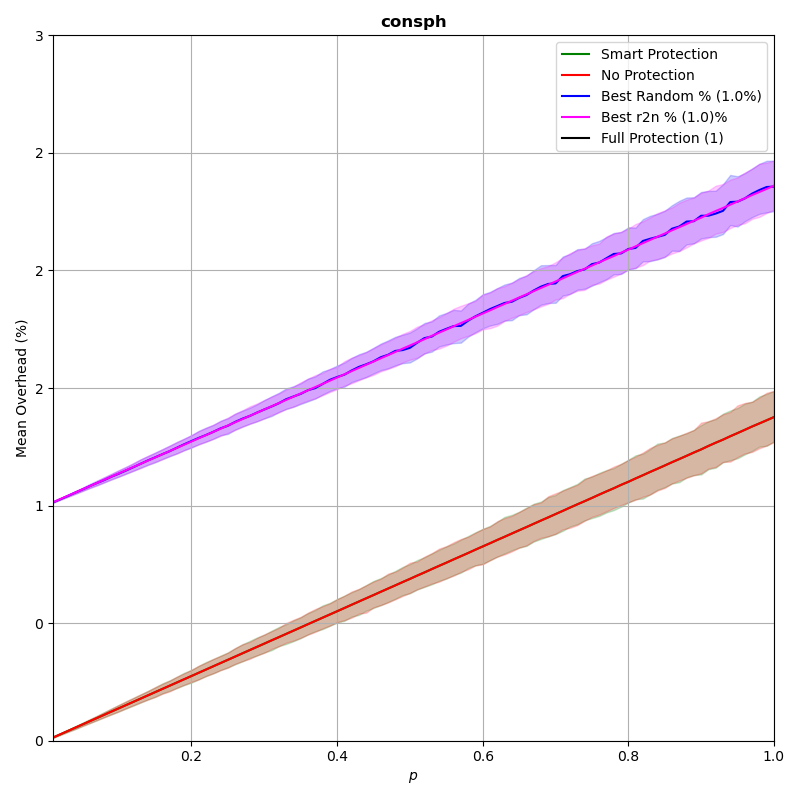 consph
Smart Protection
No Protection
Best Random % (1.0%)
Best r2n % (1.0)%
Full Protection (1)
Mean Overhead (%)
3
2
2
2
1
0
0
0.2 0.4 0.6 0.8 1.0
p